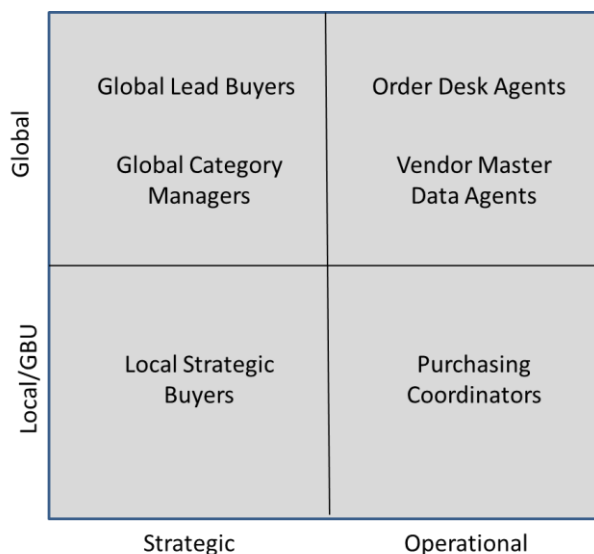 Global
Global Lead Buyers
Order Desk Agents
Global Category
Managers
Vendor Master
Data Agents
Local/GBU
Local Strategic
Buyers
Purchasing
Coordinators
Strategic
Operational